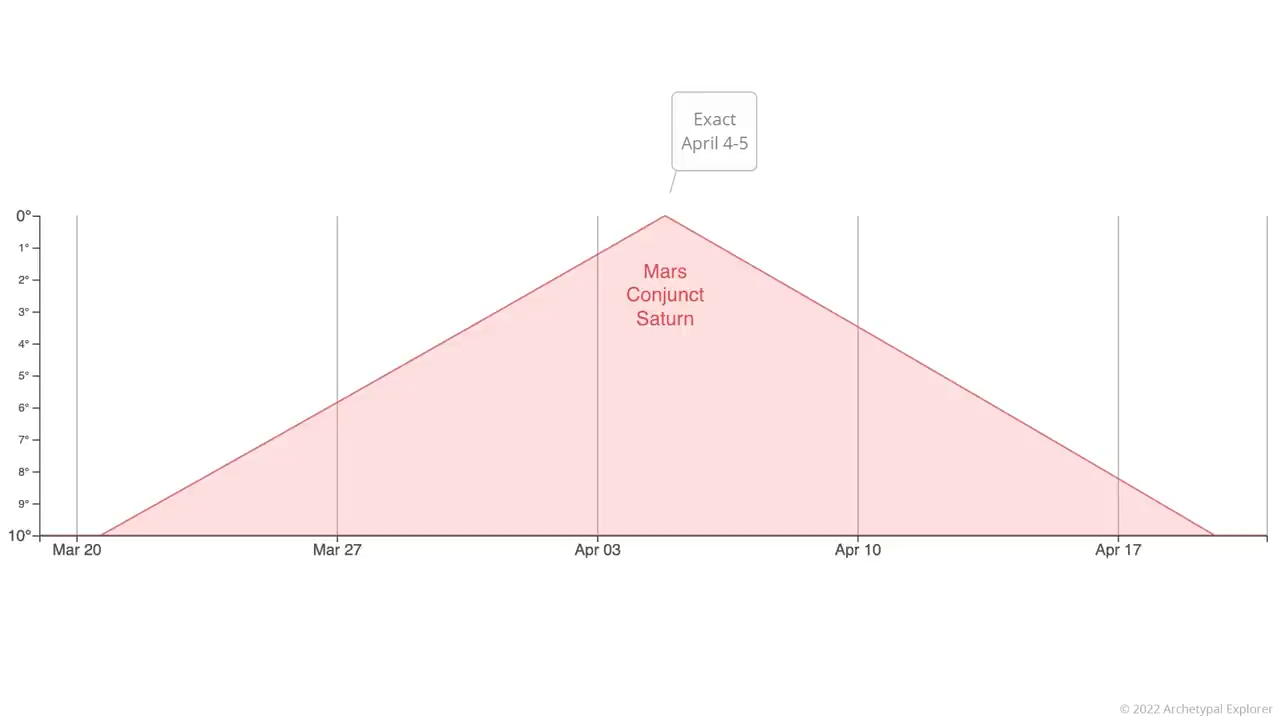 Exact
April 4-5
0°
1°
2°
3°
4°
5°
6°
7°
8°
9°
10°
Mars
Conjunct
Saturn
Mar 20 Mar 27 Apr 03 Apr 10 Apr 17
© 2022 Archetypal Explorer